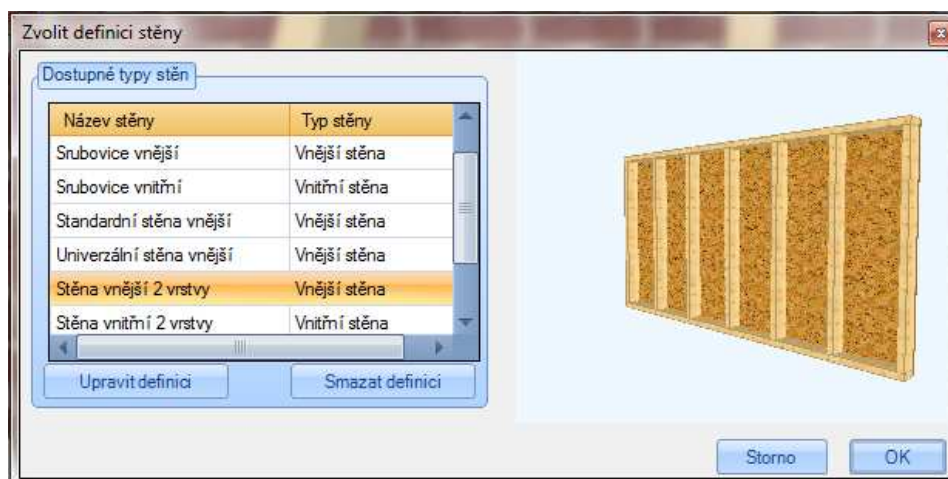 Zvolit definici stěny
Dostupné typy stěn
Název stěny Typ stěny
Srubovice vnější Vnější stěna
Srubovice vnitřní Vnitřní stěna
Standardní stěna vnější Vnější stěna
Univerzální stěna vnější Vnější stěna
Stěna vnější 2 vrstvy Vnější stěna
Stěna vnitřní 2 vrstvy Vnitřní stěna
Upravit definici Smazat definici
Storno OK